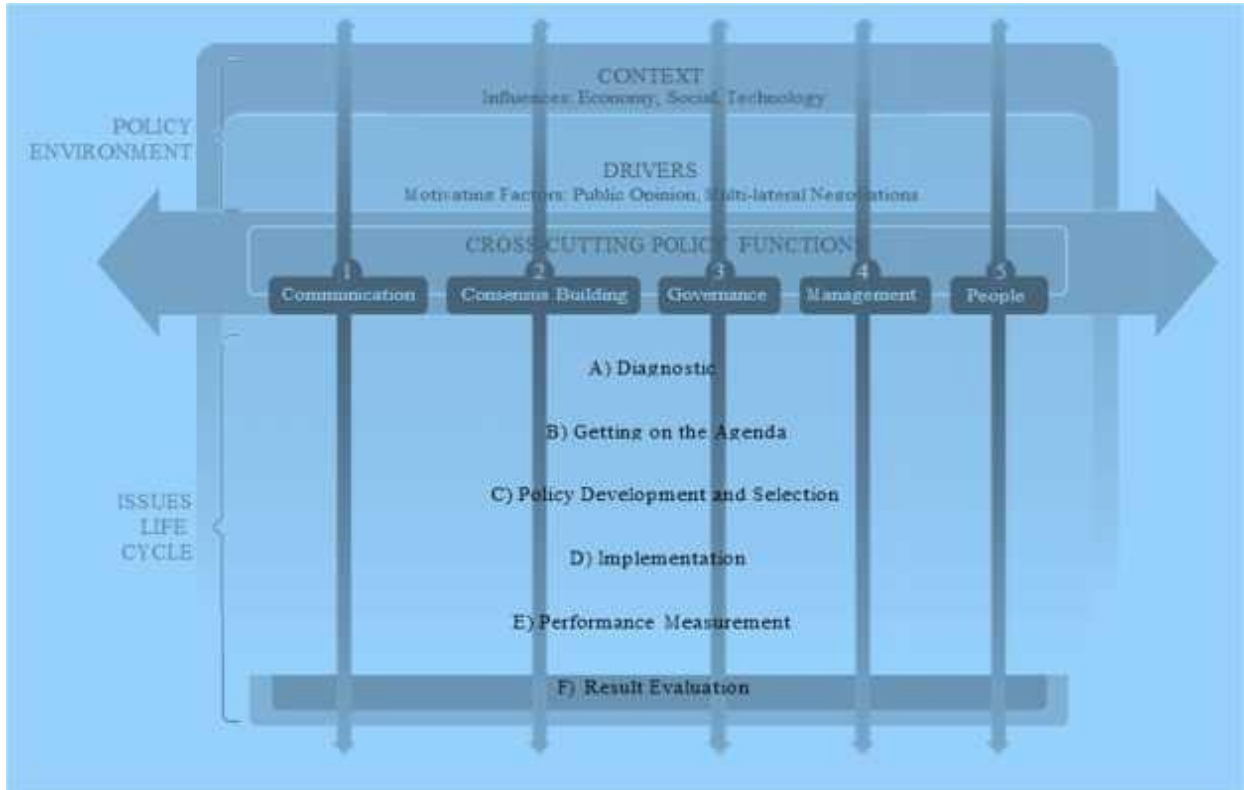 CONTEXT
Influences: Economy, Social, Technology
POLICY
ENVIRONMENT
DRIVERS
Motivating Factors: Public Opinion, Multi-lateral Negotiations
CROSS-CUTTING POLICY FUNCTIONS
1
2
3
4
5
Communication
Consensus Building
Governance
Management
People
A) Diagnostic
B) Getting on the Agenda
C) Policy Development and Selection
ISSUES
LIFE
CYCLE
D) Implementation
E) Performance Measurement
F) Result Evaluation